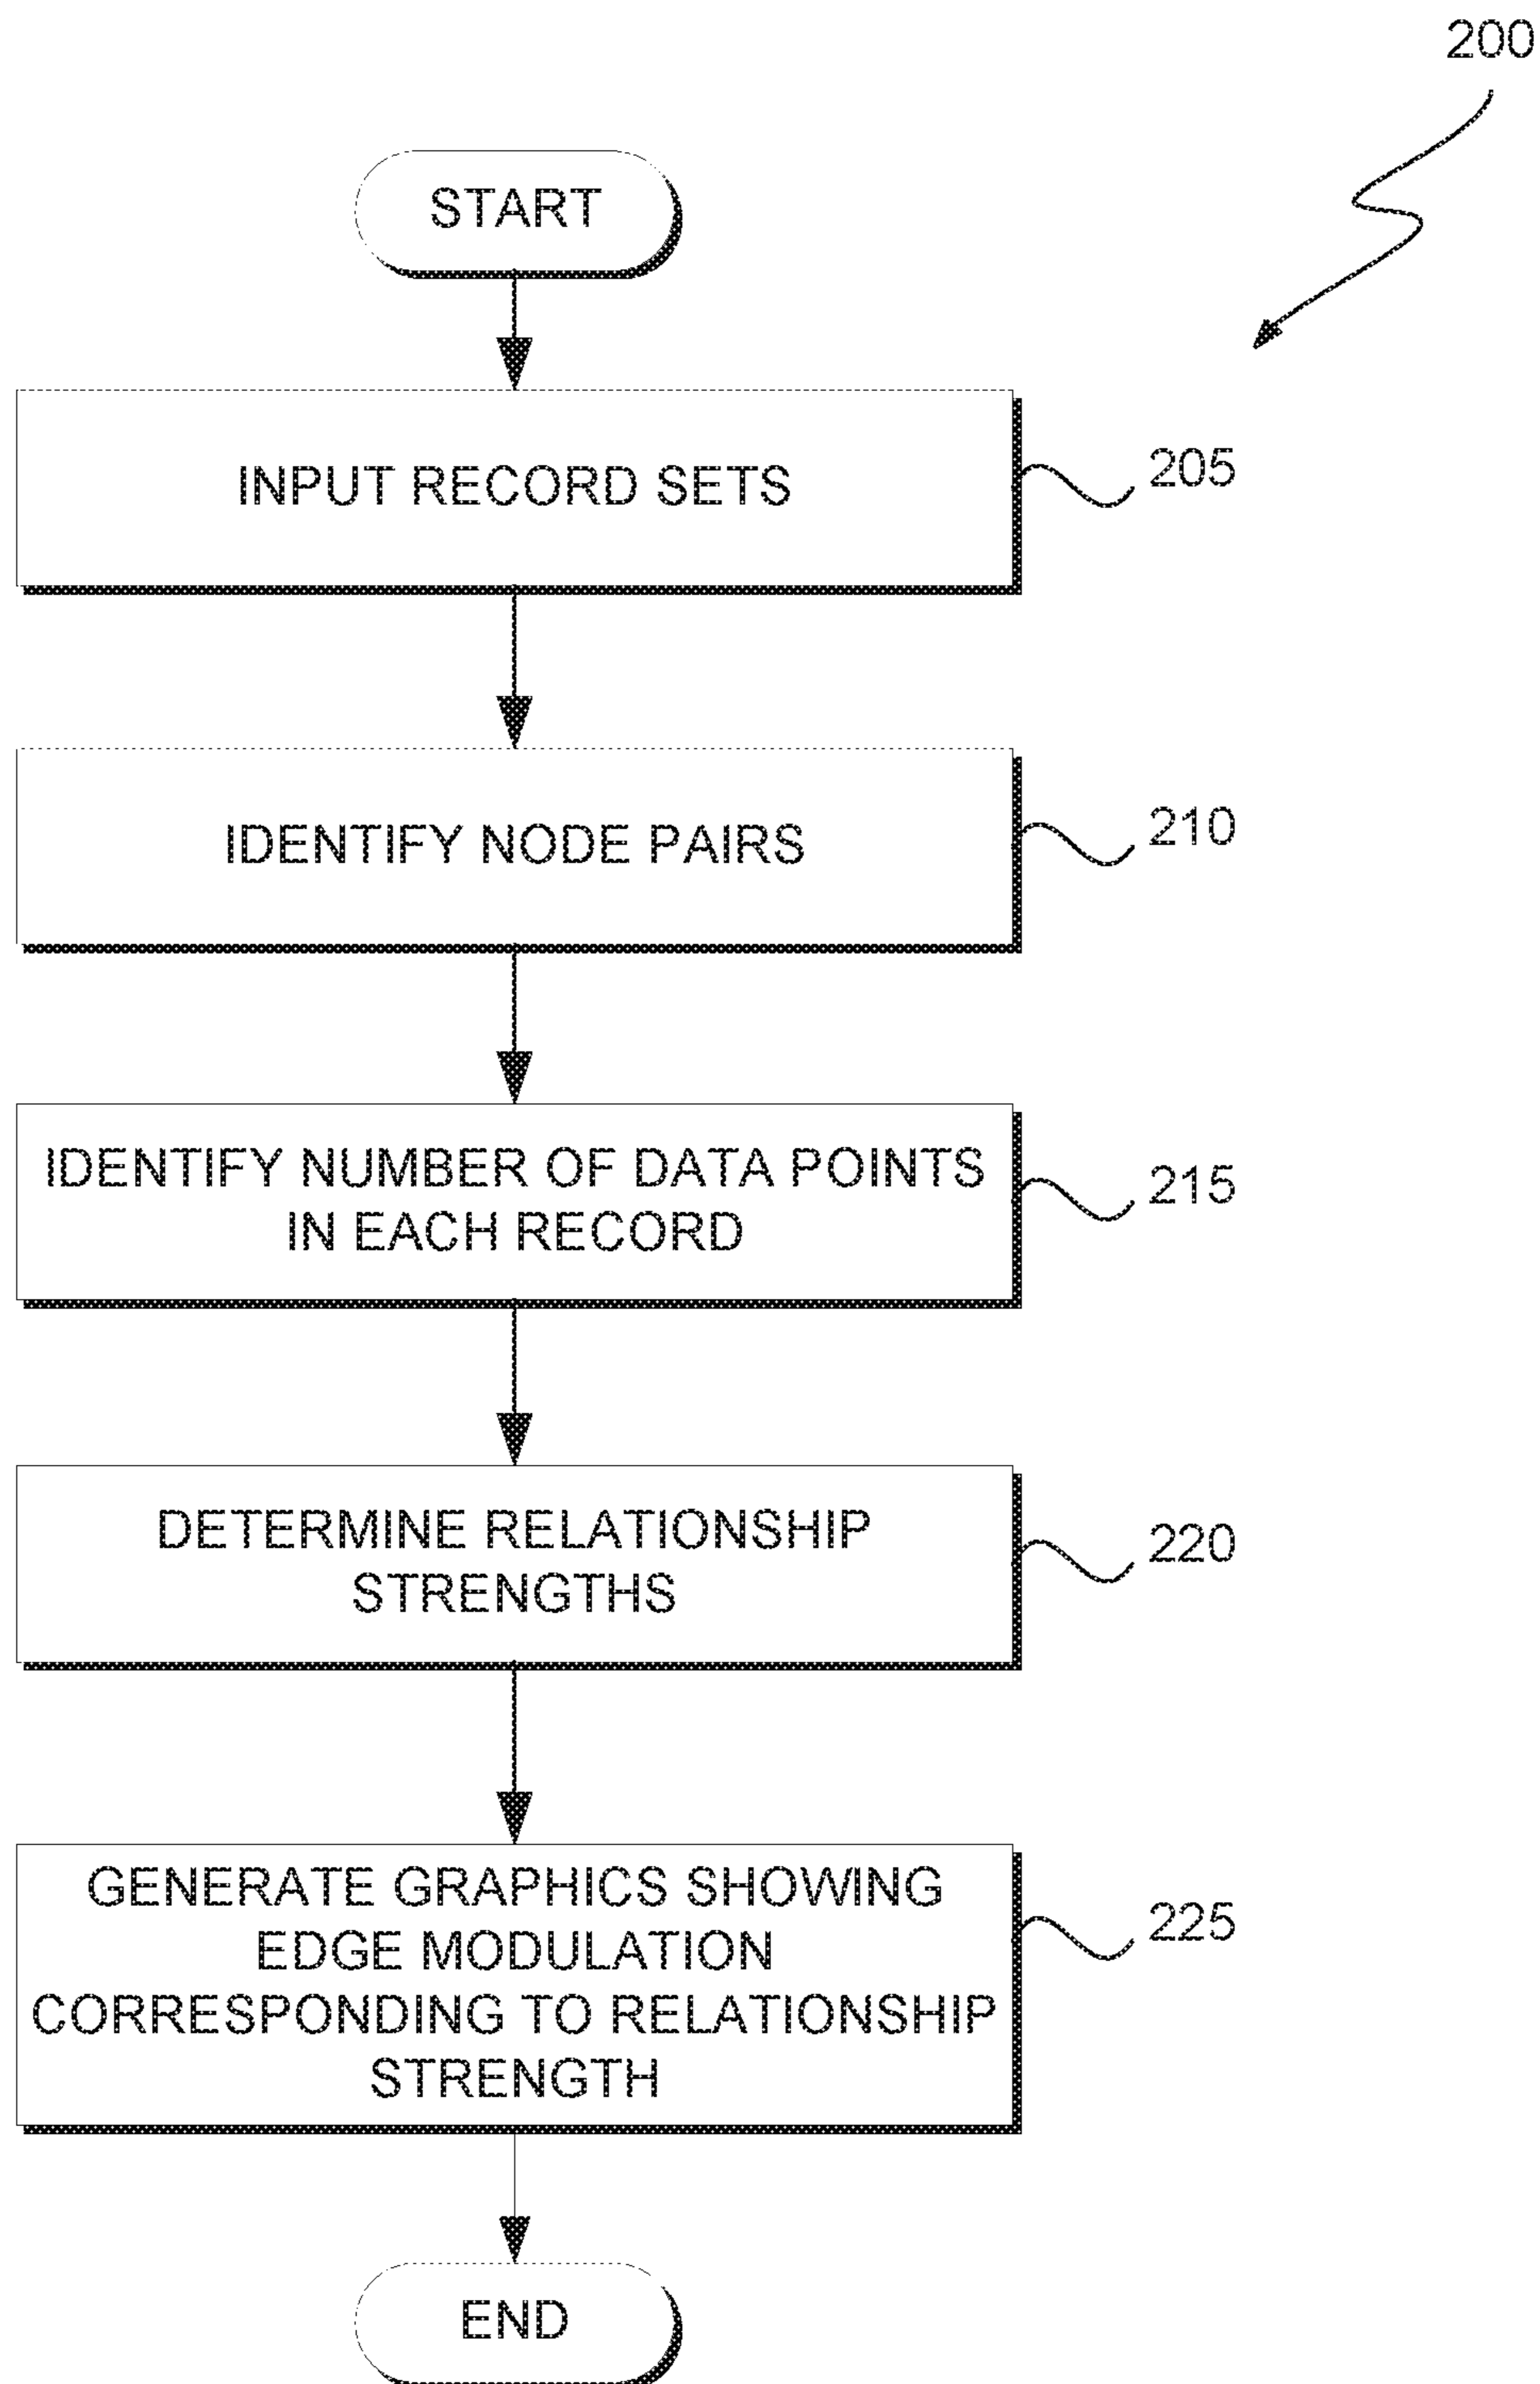 200
START
INPUT RECORD SETS
205
IDENTIFY NODE PAIRS
210
IDENTIFY NUMBER OF DATA POINTS
IN EACH RECORD
215
DETERMINE RELATIONSHIP
STRENGTHS
220
GENERATE GRAPHICS SHOWING
EDGE MODULATION
CORRESPONDING TO RELATIONSHIP
STRENGTH
225
END